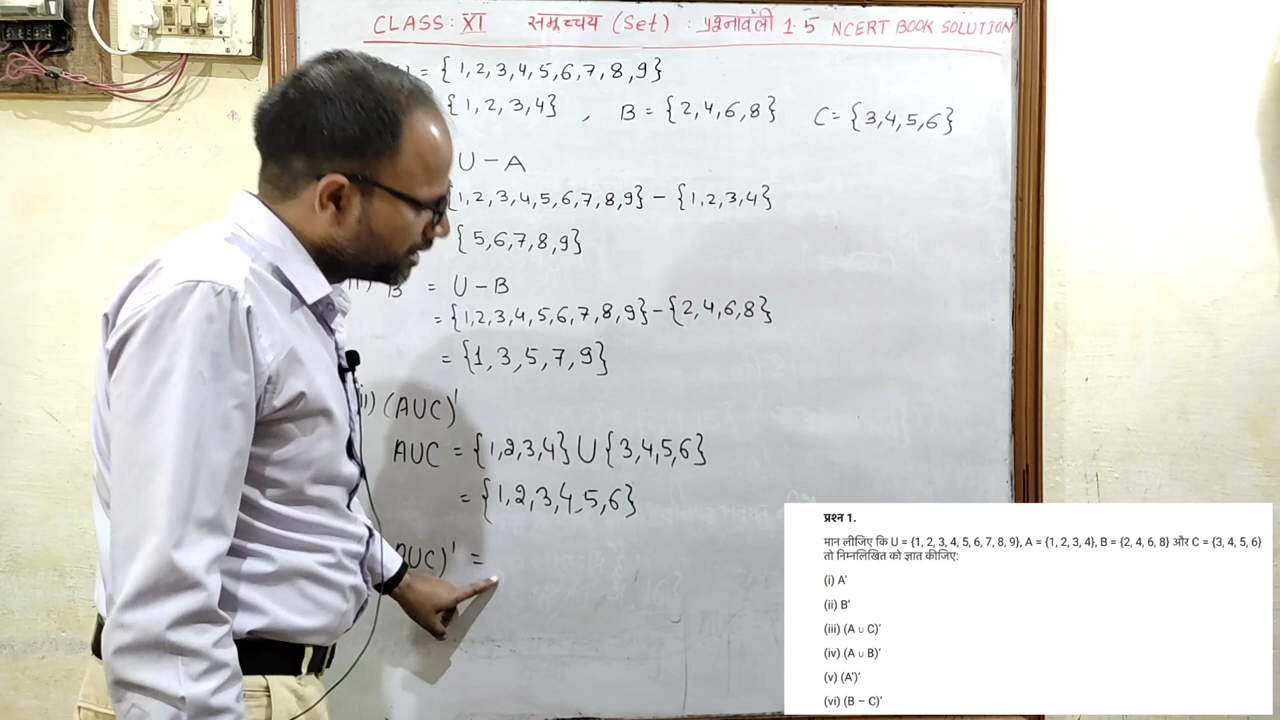 CLASS: XI समुच्चय (Set) : प्रश्नावली 1.5 NCERT BOOK SOLUTION
= {1,2,3,4,5,6,7,8,9}
{1,2,3,4} , B = {2,4,6,8} C = {3,4,5,6}
U - A
{1,2,3,4,5,6,7,8,9} - {1,2,3,4}
{5,6,7,8,9}
B = U - B
= {1,2,3,4,5,6,7,8,9} - {2,4,6,8}
= {1,3,5,7,9}
(AUC)'
AUC = {1,2,3,4} U {3,4,5,6}
= {1,2,3,4,5,6}
UC)' =
प्रश्न 1.
मान लीजिए कि U = {1, 2, 3, 4, 5, 6, 7, 8, 9}, A = {1, 2, 3, 4}, B = {2, 4, 6, 8} और C = {3, 4, 5, 6}
तो निम्नलिखित को ज्ञात कीजिए:
(i) A'
(ii) B'
(iii) (A ∪ C)'
(iv) (A ∪ B)'
(v) (A')'
(vi) (B – C)'